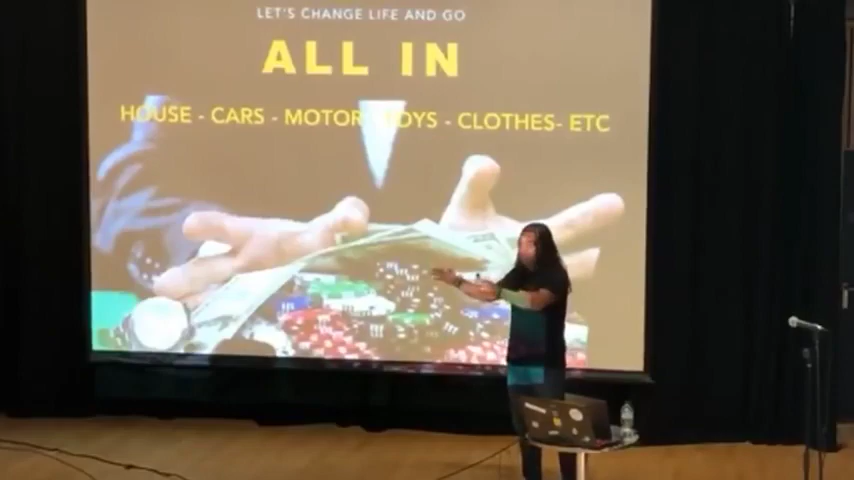 LET'S CHANGE LIFE AND GO
ALL IN
HOUSE - CARS - MOTOR TOYS - CLOTHES- ETC